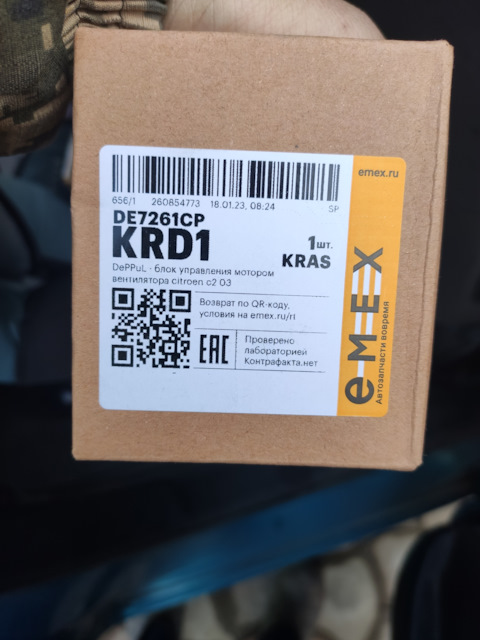 emex.ru
656/1 260854773 18.01.23, 08:24 SP
DE7261CP
KRD1
1шт.
KRAS
DePPuL - блок управления мотором
вентилятора citroen c2 03
Возврат по QR-коду,
условия на emex.ru/rl
EAC
Проверено
лабораторией
Контрафакта.нет
eMEX
Автозапчасти вовремя